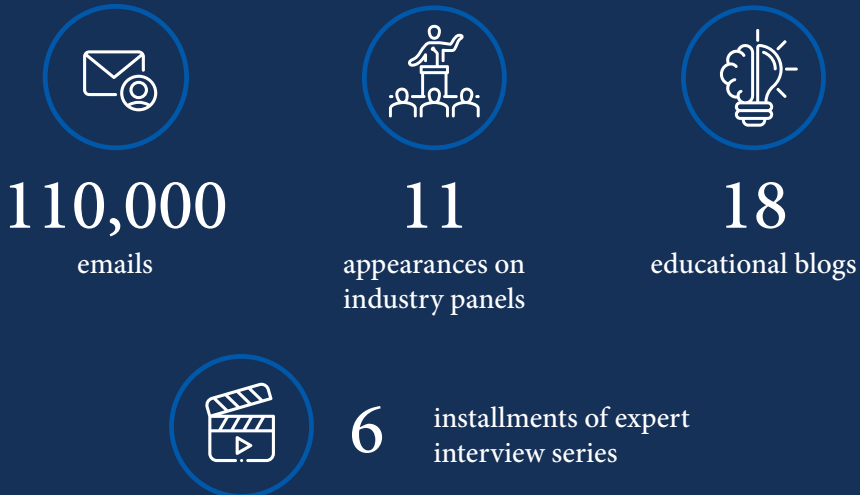 110,000
emails
11
appearances on
industry panels
18
educational blogs
6
installments of expert
interview series